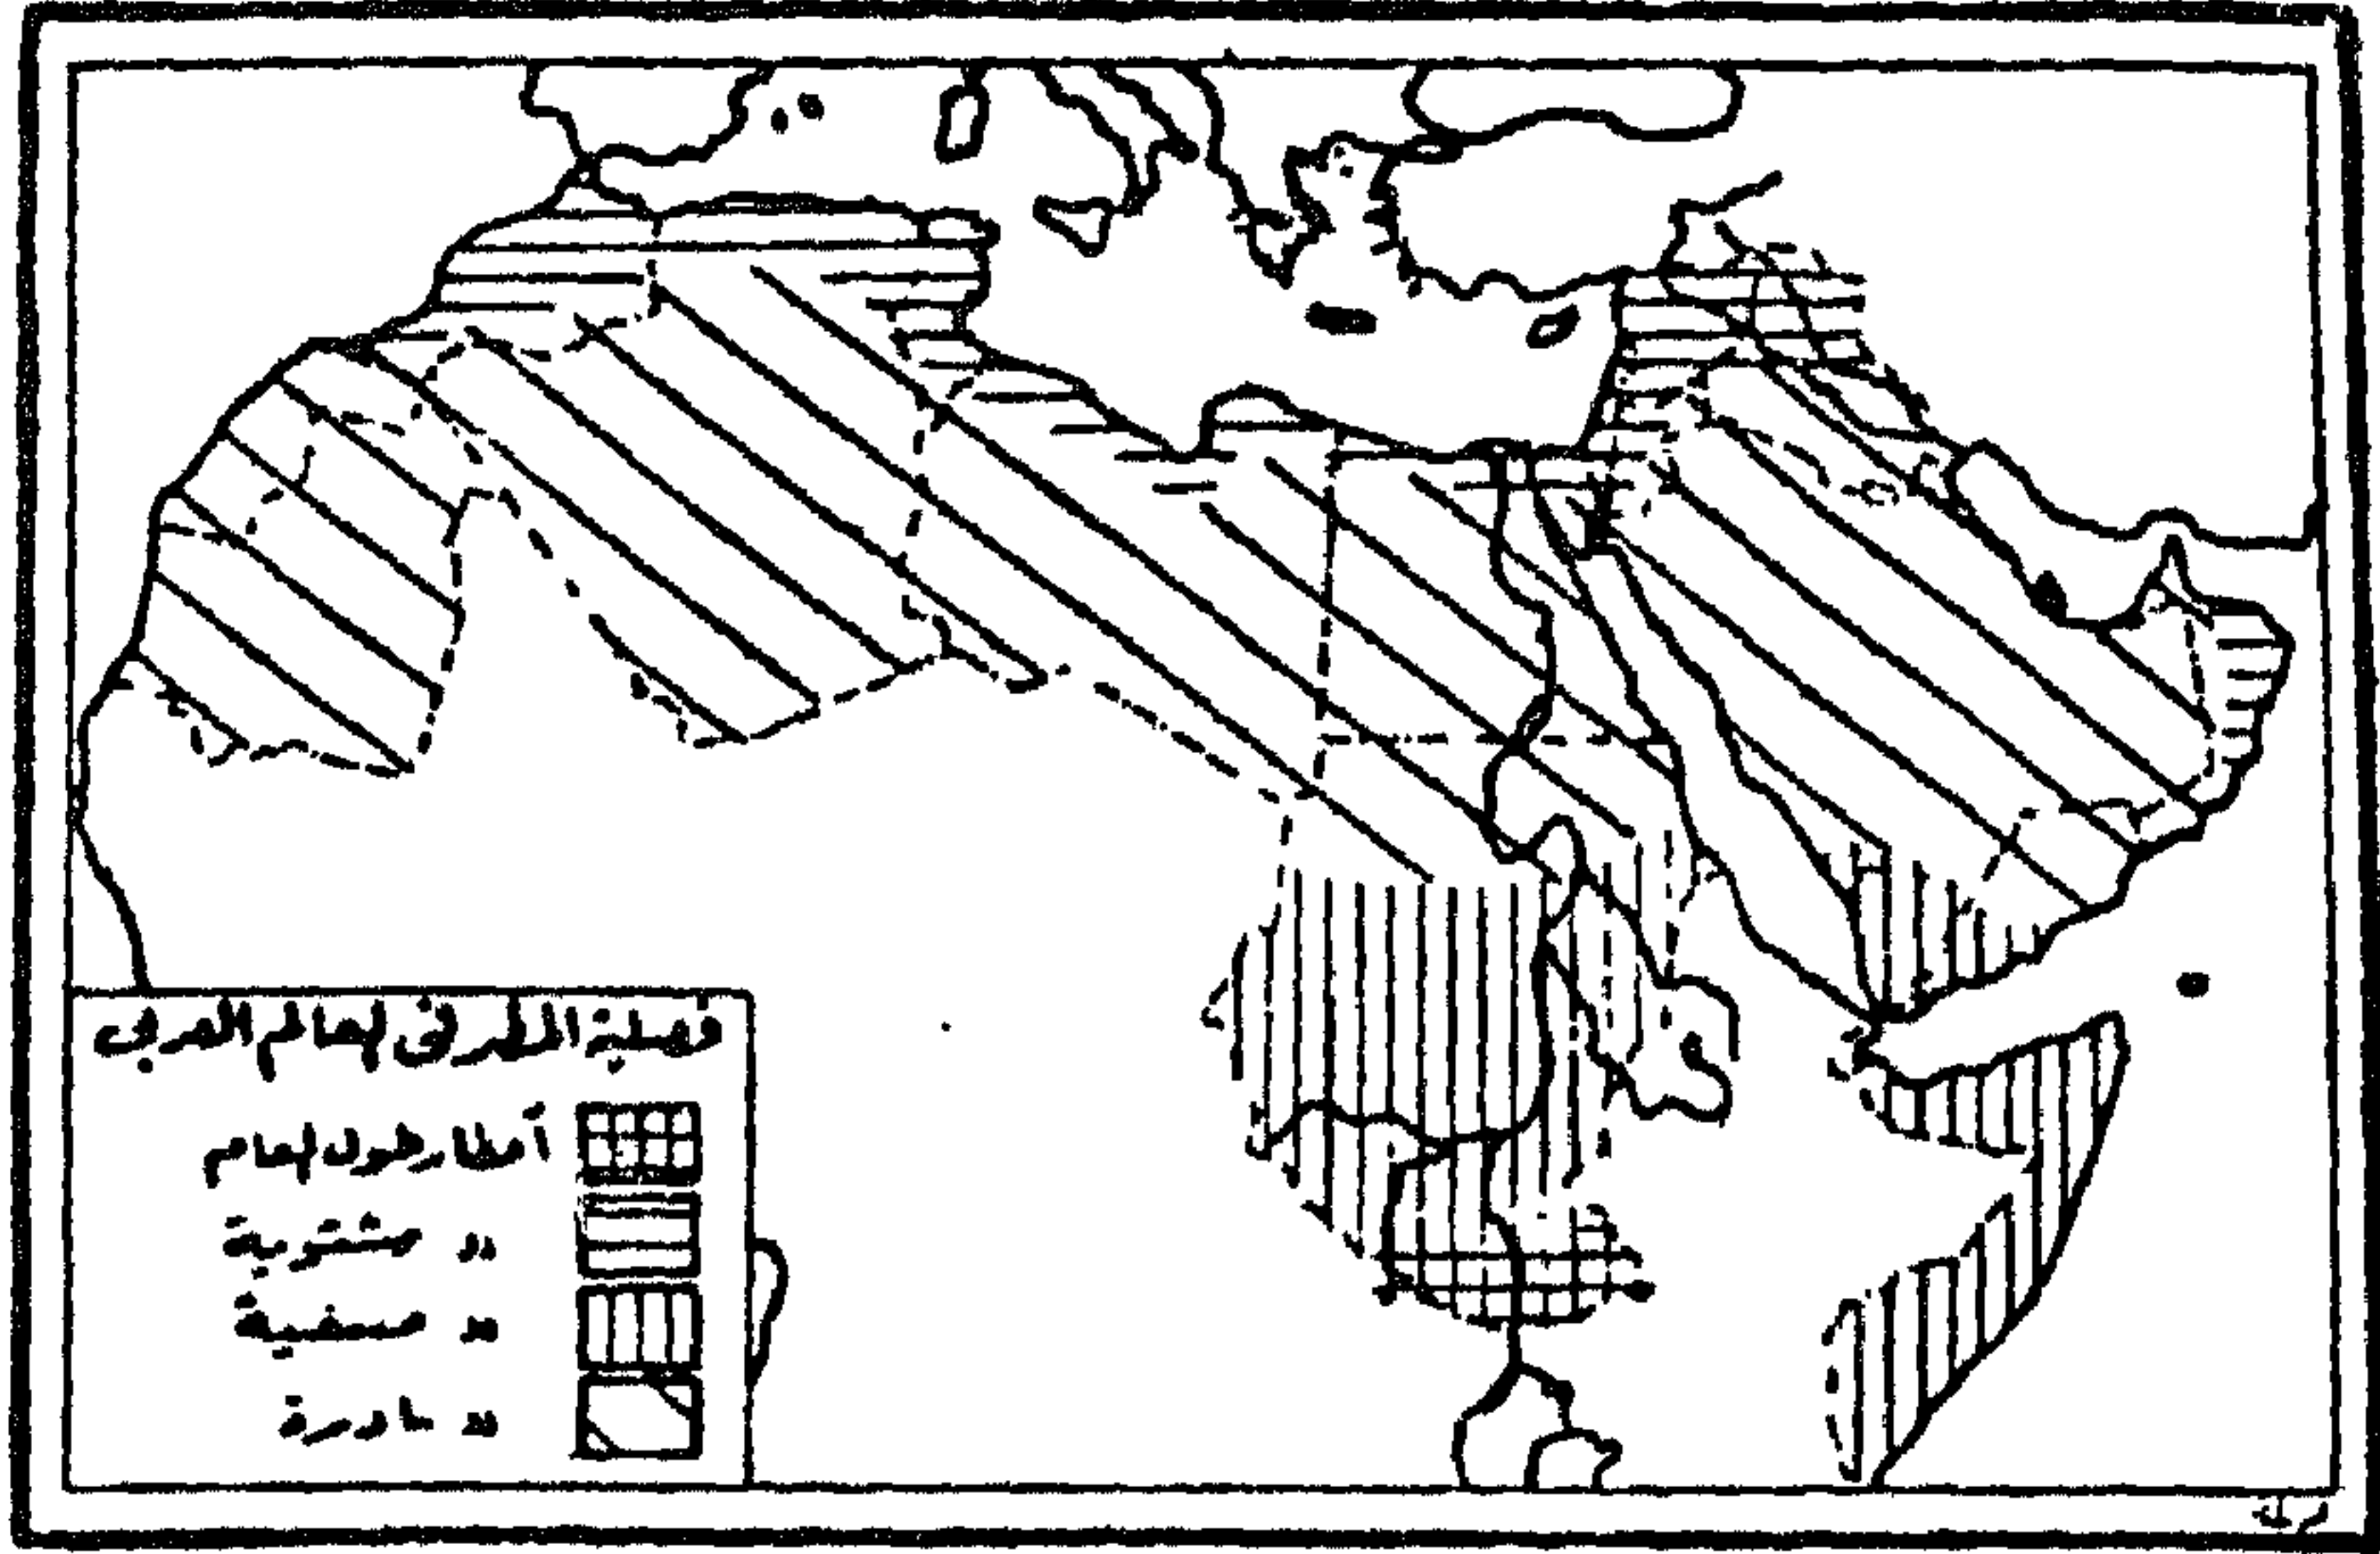 فصلية المطر في العالم العربي
أمطار طول العام
〃 شتوية
〃 صيفية
〃 نادرة